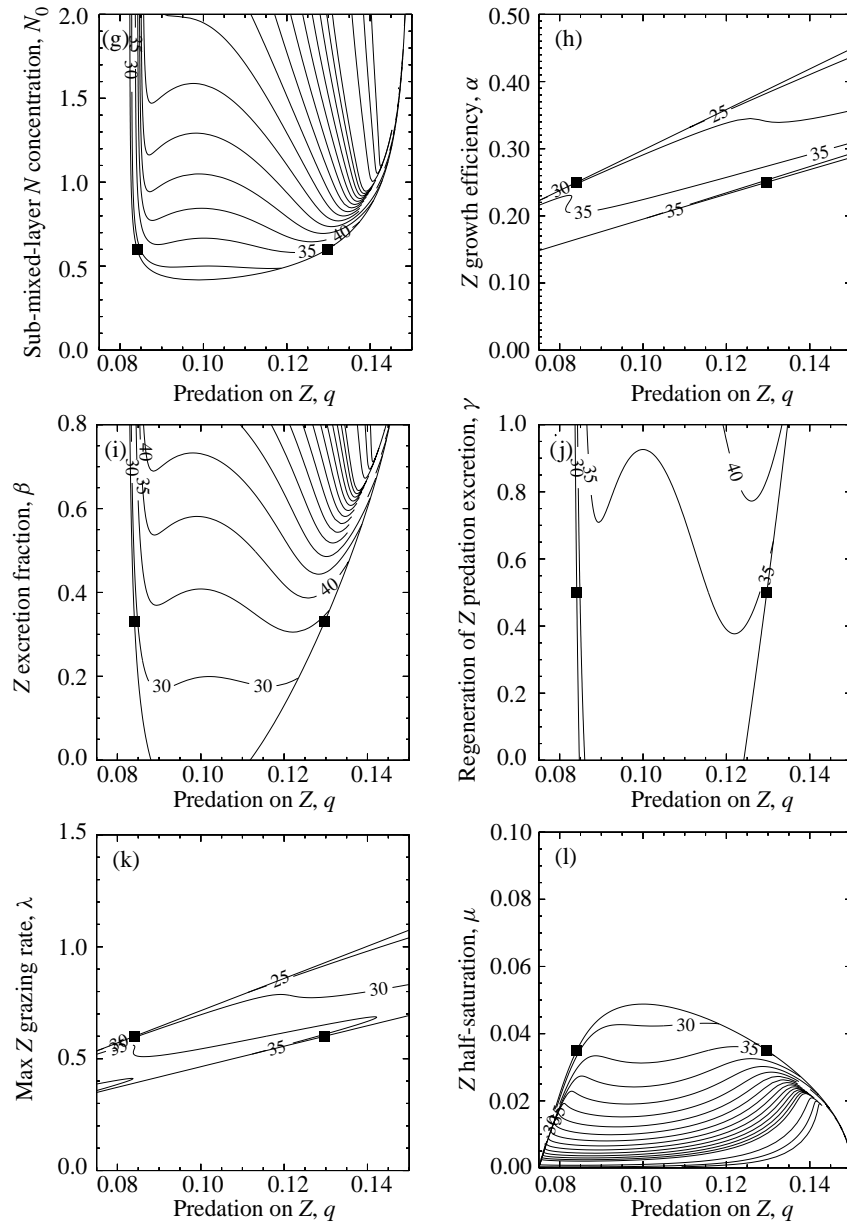 (g)
Sub-mixed-layer N concentration, N0
2.0
1.5
1.0
0.5
0.0
35
30
35
40
0.08 0.10 0.12 0.14
Predation on Z, q
(h)
Z growth efficiency, α
0.50
0.40
0.30
0.20
0.10
0.00
25
30
35
35
35
0.08 0.10 0.12 0.14
Predation on Z, q
(i)
Z excretion fraction, β
0.8
0.6
0.4
0.2
0.0
40
30
35
40
30
30
0.08 0.10 0.12 0.14
Predation on Z, q
(j)
Regeneration of Z predation excretion, γ
1.0
0.8
0.6
0.4
0.2
0.0
30
35
40
35
0.08 0.10 0.12 0.14
Predation on Z, q
(k)
Max Z grazing rate, λ
1.5
1.0
0.5
0.0
25
30
30
35
35
0.08 0.10 0.12 0.14
Predation on Z, q
(l)
Z half-saturation, μ
0.10
0.08
0.06
0.04
0.02
0.00
30
35
30
35
0.08 0.10 0.12 0.14
Predation on Z, q